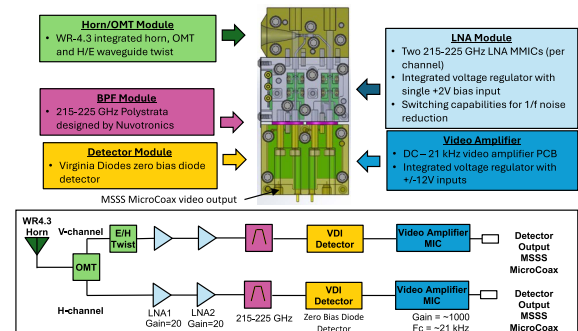 Horn/OMT Module
• WR-4.3 integrated horn, OMT
and H/E waveguide twist
BPF Module
• 215-225 GHz Polystrata
designed by Nuvotronics
Detector Module
• Virginia Diodes zero bias diode
detector
MSSS MicroCoax video output
LNA Module
• Two 215-225 GHz LNA MMICs (per
channel)
• Integrated voltage regulator with
single +2V bias input
• Switching capabilities for 1/f noise
reduction
Video Amplifier
• DC – 21 kHz video amplifier PCB
• Integrated voltage regulator with
+/-12V inputs
WR4.3
Horn
V-channel
E/H
Twist
VDI
Detector
Video Amplifier
MIC
Detector
Output
MSSS
MicroCoax
OMT
H-channel
LNA1
Gain=20
LNA2
Gain=20
215-225 GHz
VDI
Detector
Zero Bias Diode
Detector
Video Amplifier
MIC
Gain = ~1000
Fc = ~21 kHz
Detector
Output
MSSS
MicroCoax